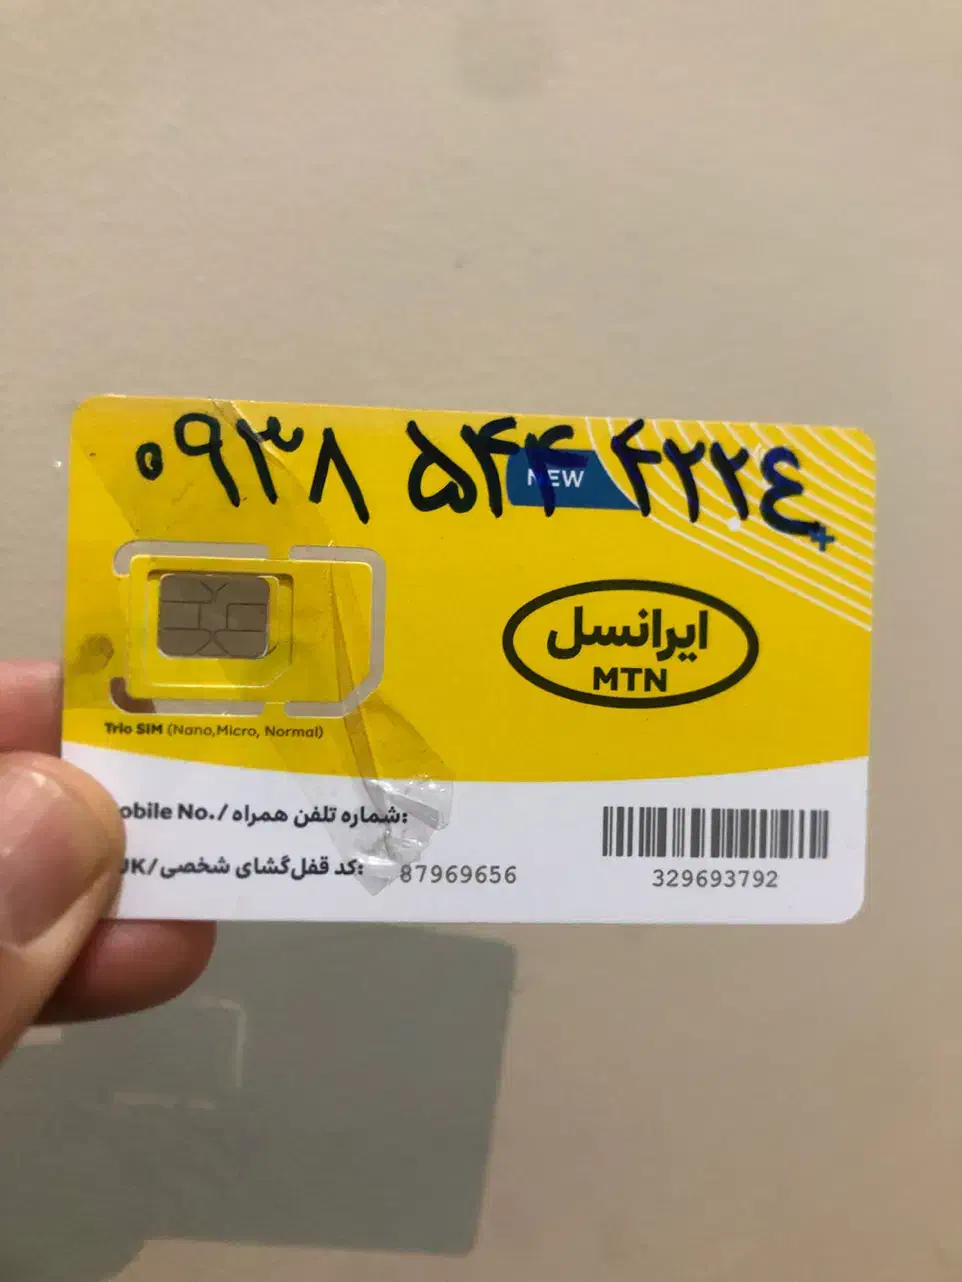 ۰۹۳۸ ۵۴۴ ۴۲۲٤
NEW
ایرانسل
MTN
Trio SIM (Nano,Micro, Normal)
obile No./شماره تلفن همراه:
UK/کد قفل‌گشای شخصی: 87969656
329693792